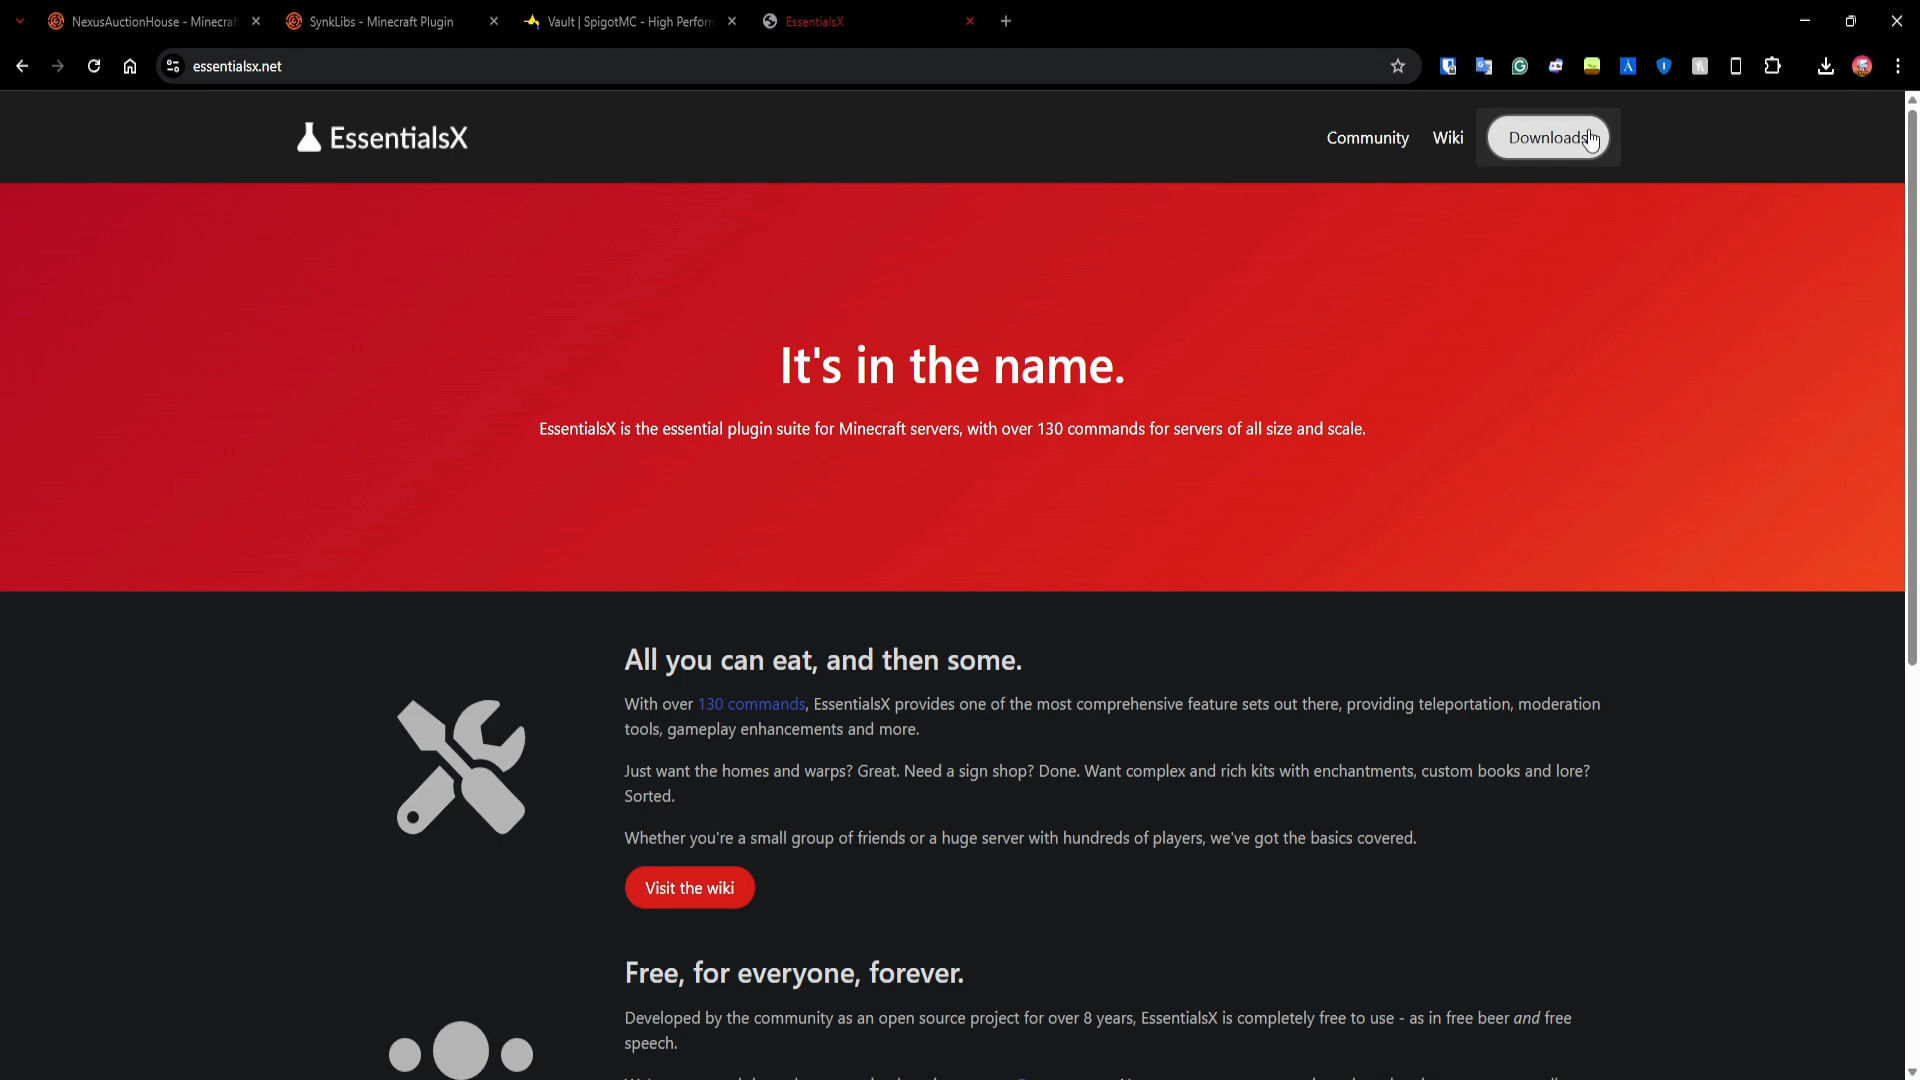 NexusAuctionHouse - Minecraf
SynkLibs - Minecraft Plugin
Vault | SpigotMC - High Perforn
EssentialsX
essentialsx.net
EssentialsX
Community
Wiki
Downloads
It's in the name.
EssentialsX is the essential plugin suite for Minecraft servers, with over 130 commands for servers of all size and scale.
All you can eat, and then some.
With over 130 commands, EssentialsX provides one of the most comprehensive feature sets out there, providing teleportation, moderation
tools, gameplay enhancements and more.
Just want the homes and warps? Great. Need a sign shop? Done. Want complex and rich kits with enchantments, custom books and lore?
Sorted.
Whether you're a small group of friends or a huge server with hundreds of players, we've got the basics covered.
Visit the wiki
Free, for everyone, forever.
Developed by the community as an open source project for over 8 years, EssentialsX is completely free to use - as in free beer and free
speech.